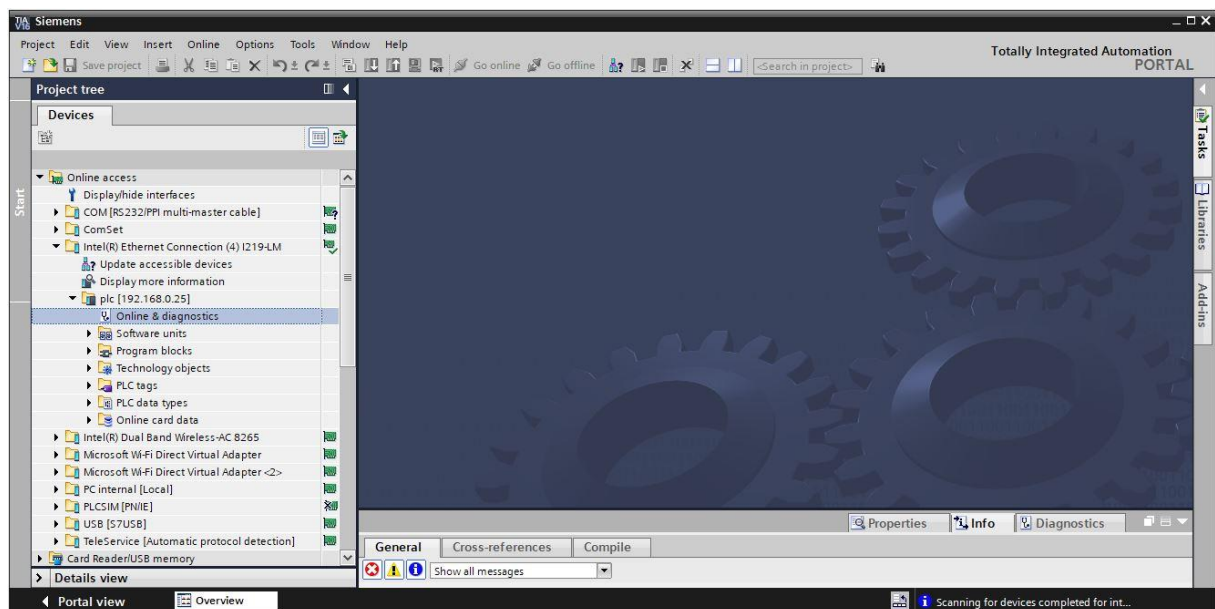 Siemens
Project Edit View Insert Online Options Tools Window Help
Totally Integrated Automation
PORTAL
Save project
Go online
Go offline
<Search in project>
Project tree
Devices
Start
Online access
Display/hide interfaces
COM [RS232/PPI multi-master cable]
ComSet
Intel(R) Ethernet Connection (4) I219-LM
Update accessible devices
Display more information
plc [192.168.0.25]
Online & diagnostics
Software units
Program blocks
Technology objects
PLC tags
PLC data types
Online card data
Intel(R) Dual Band Wireless-AC 8265
Microsoft Wi-Fi Direct Virtual Adapter
Microsoft Wi-Fi Direct Virtual Adapter <2>
PC internal [Local]
PLCSIM [PN/IE]
USB [S7USB]
TeleService [Automatic protocol detection]
Card Reader/USB memory
Details view
Tasks
Libraries
Add-ins
Properties
Info
Diagnostics
General
Cross-references
Compile
Show all messages
Portal view
Overview
Scanning for devices completed for int...